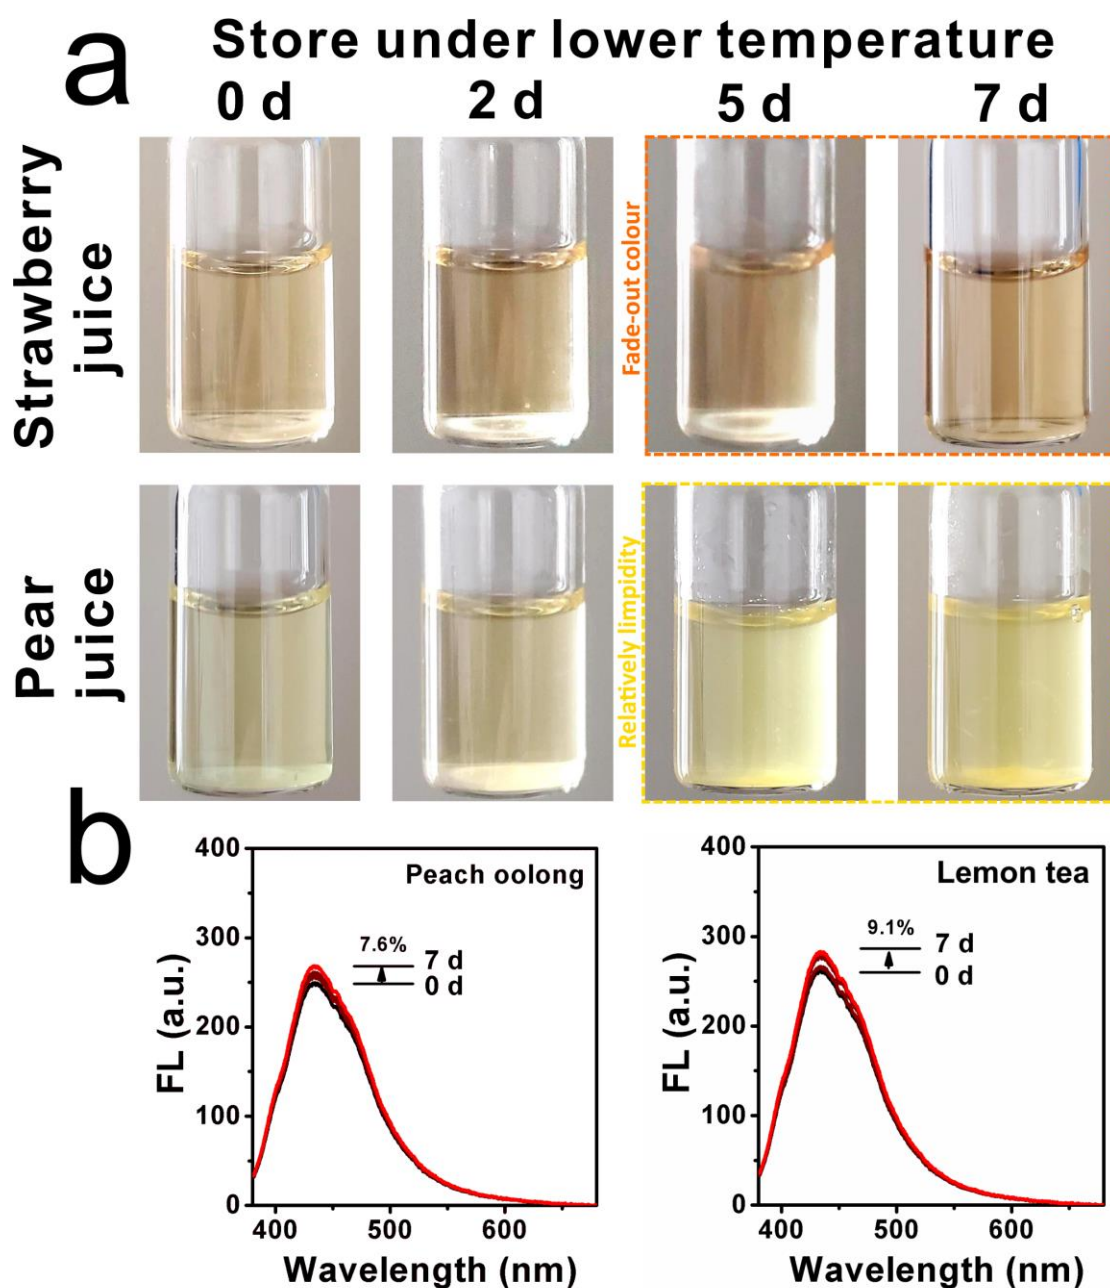 a
Store under lower temperature
0 d 2 d 5 d 7 d
Strawberry
juice
Fade-out colour
Pear
juice
Relatively limpidity
b
400
300
200
100
0
FL (a.u.)
Peach oolong
7.6%
7 d
0 d
400 500 600
Wavelength (nm)
400
300
200
100
0
FL (a.u.)
Lemon tea
9.1%
7 d
0 d
400 500 600
Wavelength (nm)